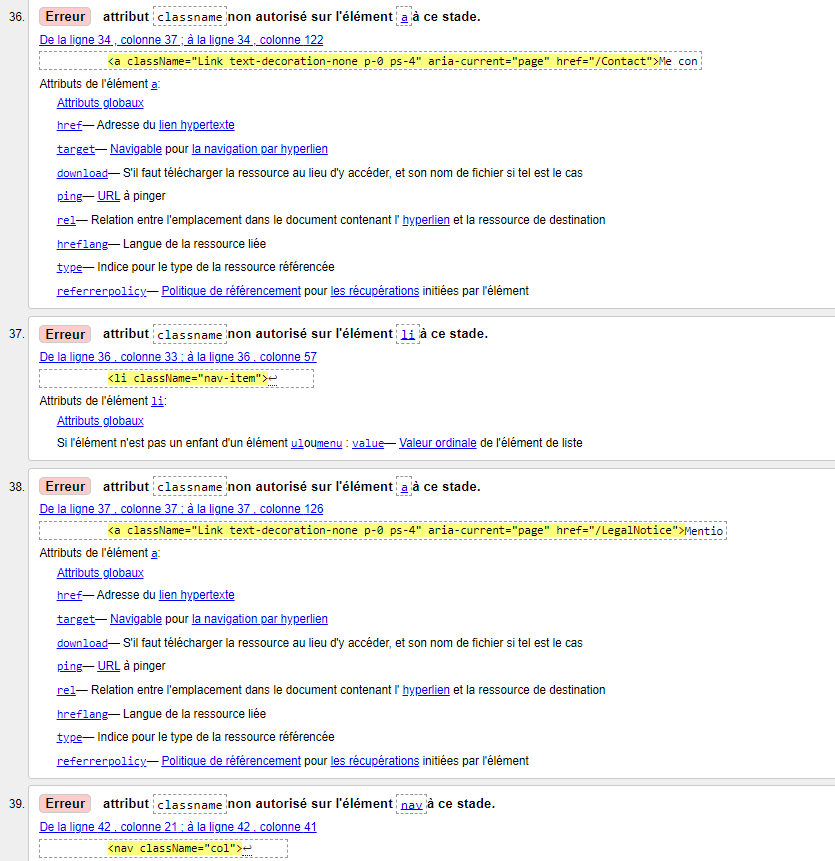 36. Erreur attribut classname non autorisé sur l'élément a à ce stade.
De la ligne 34 , colonne 37 ; à la ligne 34 , colonne 122
<a className="Link text-decoration-none p-0 ps-4" aria-current="page" href="/Contact">Me con
Attributs de l'élément a:
Attributs globaux
href— Adresse du lien hypertexte
target— Navigable pour la navigation par hyperlien
download— S'il faut télécharger la ressource au lieu d'y accéder, et son nom de fichier si tel est le cas
ping— URL à pinger
rel— Relation entre l'emplacement dans le document contenant l' hyperlien et la ressource de destination
hreflang— Langue de la ressource liée
type— Indice pour le type de la ressource référencée
referrerpolicy— Politique de référencement pour les récupérations initiées par l'élément
37. Erreur attribut classname non autorisé sur l'élément li à ce stade.
De la ligne 36 , colonne 33 ; à la ligne 36 , colonne 57
<li className="nav-item">↩
Attributs de l'élément li:
Attributs globaux
Si l'élément n'est pas un enfant d'un élément uloumenu : value— Valeur ordinale de l'élément de liste
38. Erreur attribut classname non autorisé sur l'élément a à ce stade.
De la ligne 37 , colonne 37 ; à la ligne 37 , colonne 126
<a className="Link text-decoration-none p-0 ps-4" aria-current="page" href="/LegalNotice">Mentio
Attributs de l'élément a:
Attributs globaux
href— Adresse du lien hypertexte
target— Navigable pour la navigation par hyperlien
download— S'il faut télécharger la ressource au lieu d'y accéder, et son nom de fichier si tel est le cas
ping— URL à pinger
rel— Relation entre l'emplacement dans le document contenant l' hyperlien et la ressource de destination
hreflang— Langue de la ressource liée
type— Indice pour le type de la ressource référencée
referrerpolicy— Politique de référencement pour les récupérations initiées par l'élément
39. Erreur attribut classname non autorisé sur l'élément nav à ce stade.
De la ligne 42 , colonne 21 ; à la ligne 42 , colonne 41
<nav className="col">↩